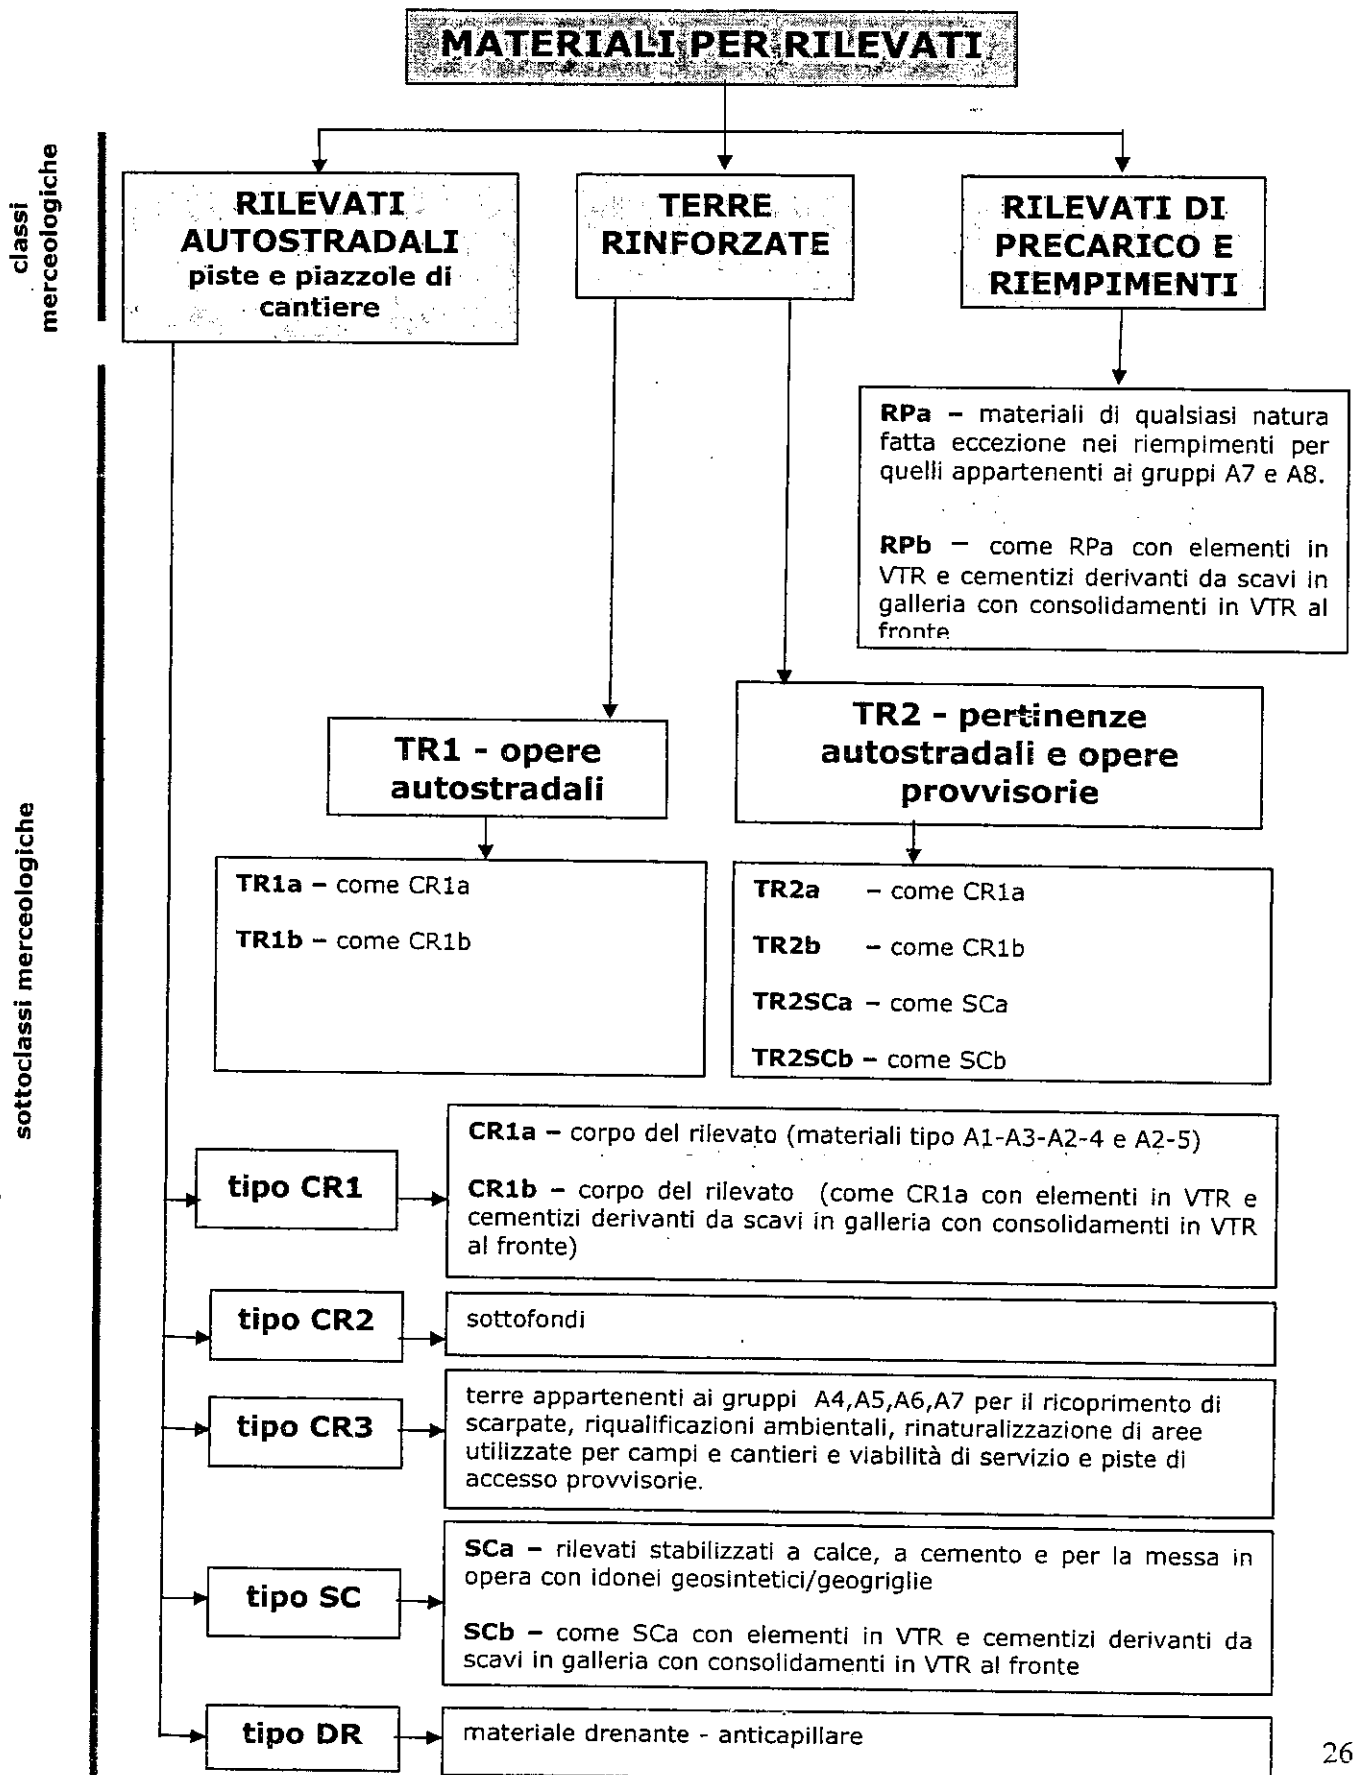 MATERIALI PER RILEVATI
classi
merceologiche
RILEVATI
AUTOSTRADALI
piste e piazzole di
cantiere
TERRE
RINFORZATE
RILEVATI DI
PRECARICO E
RIEMPIMENTI
sottoclassi merceologiche
RPa – materiali di qualsiasi natura
fatta eccezione nei riempimenti per
quelli appartenenti ai gruppi A7 e A8.
RPb – come RPa con elementi in
VTR e cementizi derivanti da scavi in
galleria con consolidamenti in VTR al
fronte
TR1 - opere
autostradali
TR2 - pertinenze
autostradali e opere
provvisorie
TR1a – come CR1a
TR1b – come CR1b
TR2a – come CR1a
TR2b – come CR1b
TR2SCa – come SCa
TR2SCb – come SCb
tipo CR1
CR1a – corpo del rilevato (materiali tipo A1-A3-A2-4 e A2-5)
CR1b – corpo del rilevato (come CR1a con elementi in VTR e
cementizi derivanti da scavi in galleria con consolidamenti in VTR
al fronte)
tipo CR2
sottofondi
tipo CR3
terre appartenenti ai gruppi A4,A5,A6,A7 per il ricoprimento di
scarpate, riqualificazioni ambientali, rinaturalizzazione di aree
utilizzate per campi e cantieri e viabilità di servizio e piste di
accesso provvisorie.
tipo SC
SCa – rilevati stabilizzati a calce, a cemento e per la messa in
opera con idonei geosintetici/geogriglie
SCb – come SCa con elementi in VTR e cementizi derivanti da
scavi in galleria con consolidamenti in VTR al fronte
tipo DR
materiale drenante - anticapillare
26